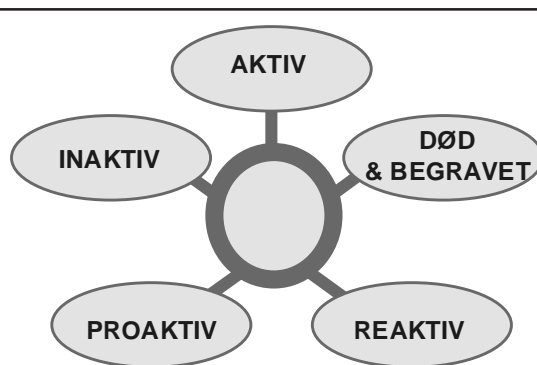 AKTIV
INAKTIV
DØD
& BEGRAVET
PROAKTIV
REAKTIV